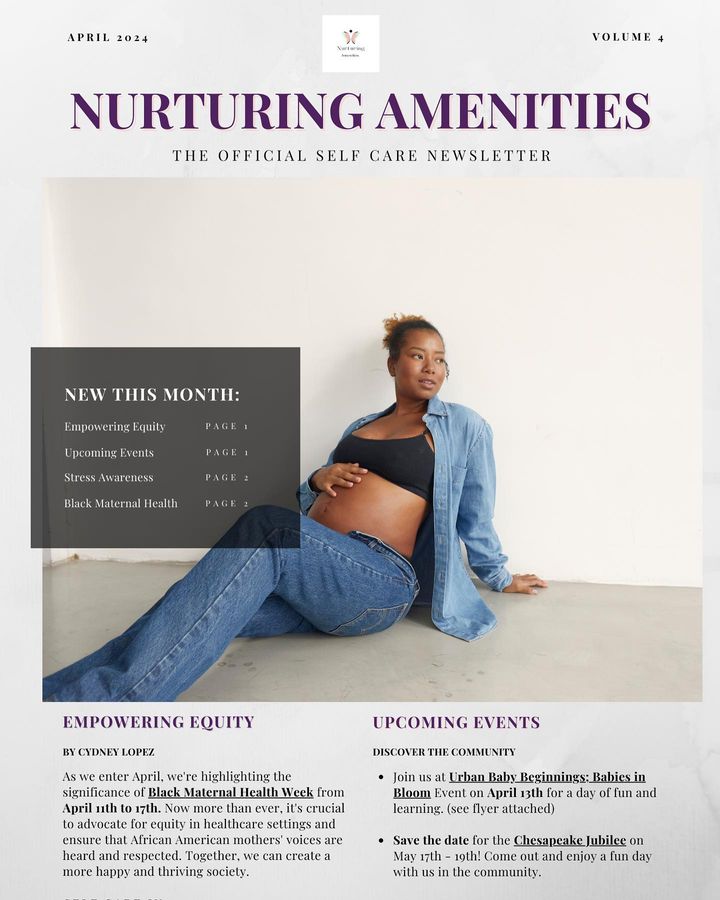 APRIL 2024
Nurturing
Amenities
VOLUME 4
NURTURING AMENITIES
THE OFFICIAL SELF CARE NEWSLETTER
NEW THIS MONTH:
Empowering Equity PAGE 1
Upcoming Events PAGE 1
Stress Awareness PAGE 2
Black Maternal Health PAGE 2
EMPOWERING EQUITY
BY CYDNEY LOPEZ
As we enter April, we're highlighting the
significance of Black Maternal Health Week from
April 11th to 17th. Now more than ever, it's crucial
to advocate for equity in healthcare settings and
ensure that African American mothers' voices are
heard and respected. Together, we can create a
more happy and thriving society.
UPCOMING EVENTS
DISCOVER THE COMMUNITY
• Join us at Urban Baby Beginnings; Babies in
Bloom Event on April 13th for a day of fun and
learning. (see flyer attached)
• Save the date for the Chesapeake Jubilee on
May 17th - 19th! Come out and enjoy a fun day
with us in the community.